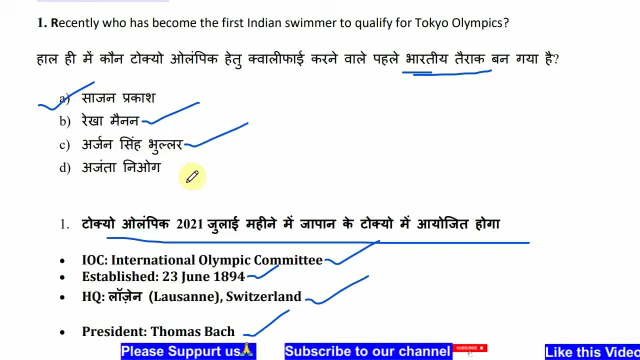 1. Recently who has become the first Indian swimmer to qualify for Tokyo Olympics?
हाल ही में कौन टोक्यो ओलंपिक हेतु क्वालीफाई करने वाले पहले भारतीय तैराक बन गया है?
a) साजन प्रकाश
b) रेखा मैनन
c) अर्जन सिंह भुल्लर
d) अजंता निओग
1. टोक्यो ओलंपिक 2021 जुलाई महीने में जापान के टोक्यो में आयोजित होगा
• IOC: International Olympic Committee
• Established: 23 June 1894
• HQ: लॉज़ेन (Lausanne), Switzerland
• President: Thomas Bach
Please Suppurt us🙏 Subscribe to our channel Like this Video